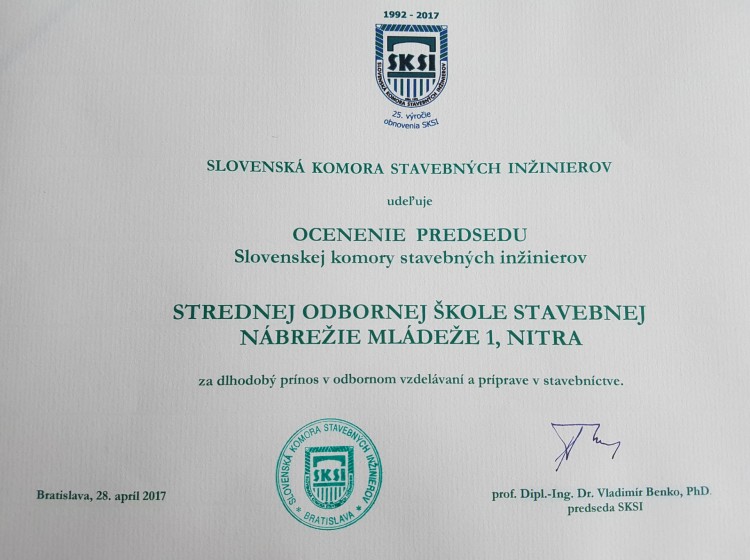 1992 - 2017
SKSI
SLOVENSKÁ KOMORA STAVEBNÝCH INŽINIEROV
25. výročie
obnovenia SKSI
SLOVENSKÁ KOMORA STAVEBNÝCH INŽINIEROV
udeľuje
OCENENIE PREDSEDU
Slovenskej komory stavebných inžinierov
STREDNEJ ODBORNEJ ŠKOLE STAVEBNEJ
NÁBREŽIE MLÁDEŽE 1, NITRA
za dlhodobý prínos v odbornom vzdelávaní a príprave v stavebníctve.
SLOVENSKÁ KOMORA STAVEBNÝCH INŽINIEROV
SKSI
* BRATISLAVA *
Bratislava, 28. apríl 2017
prof. Dipl.-Ing. Dr. Vladimír Benko, PhD.
predseda SKSI